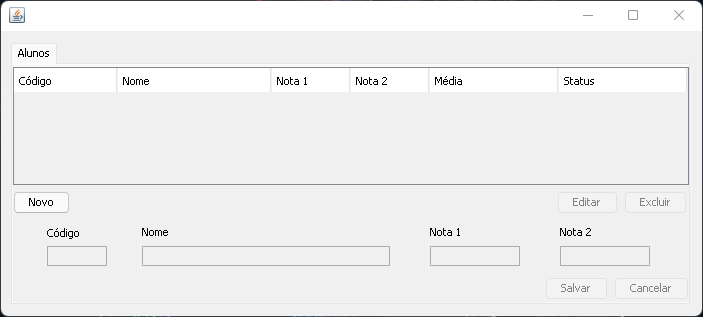 Alunos
Código Nome Nota 1 Nota 2 Média Status
Novo Editar Excluir
Código Nome Nota 1 Nota 2
Salvar Cancelar